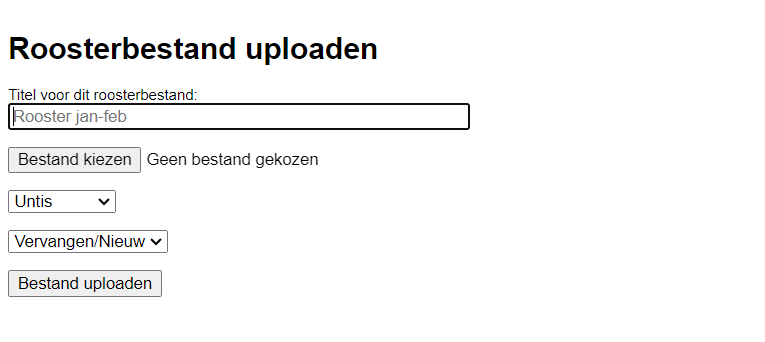 Roosterbestand uploaden
Titel voor dit roosterbestand:
Rooster jan-feb
Bestand kiezen Geen bestand gekozen
Untis
Vervangen/Nieuw
Bestand uploaden